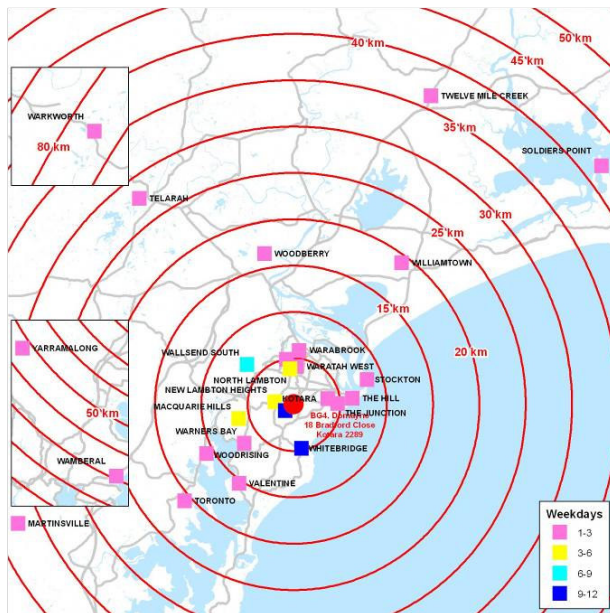 50 km
40 km
45 km
TWELVE MILE CREEK
WARKWORTH
35 km
80 km
SOLDIERS POINT
TELARAH
30 km
25 km
WOODBERRY
WILLIAMTOWN
15 km
YARRAMALONG
WALLSEND SOUTH
WARABROOK
20 km
WARATAH WEST
NORTH LAMBTON
STOCKTON
NEW LAMBTON HEIGHTS
KOTARA
THE HILL
MACQUARIE HILLS
THE JUNCTION
50 km
18 Bradford Close
Kotara 2289
WARNERS BAY
WHITEBRIDGE
WOODRISING
WAMBERAL
VALENTINE
TORONTO
MARTINSVILLE
Weekdays
1-3
3-6
6-9
9-12